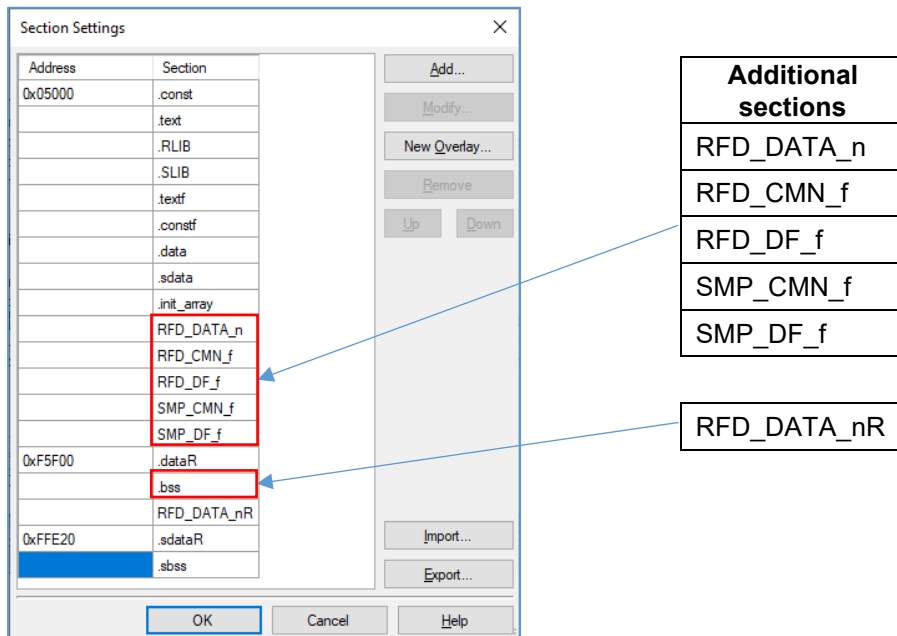 Section Settings
Address Section
0x05000 .const
.text
.RLIB
.SLIB
.textf
.constf
.data
.sdata
.init_array
RFD_DATA_n
RFD_CMN_f
RFD_DF_f
SMP_CMN_f
SMP_DF_f
0xF5F00 .dataR
.bss
RFD_DATA_nR
0xFFE20 .sdataR
.sbss
Add...
Modify...
New Overlay...
Remove
Up Down
Import...
Export...
OK Cancel Help
Additional
sections
RFD_DATA_n
RFD_CMN_f
RFD_DF_f
SMP_CMN_f
SMP_DF_f
RFD_DATA_nR